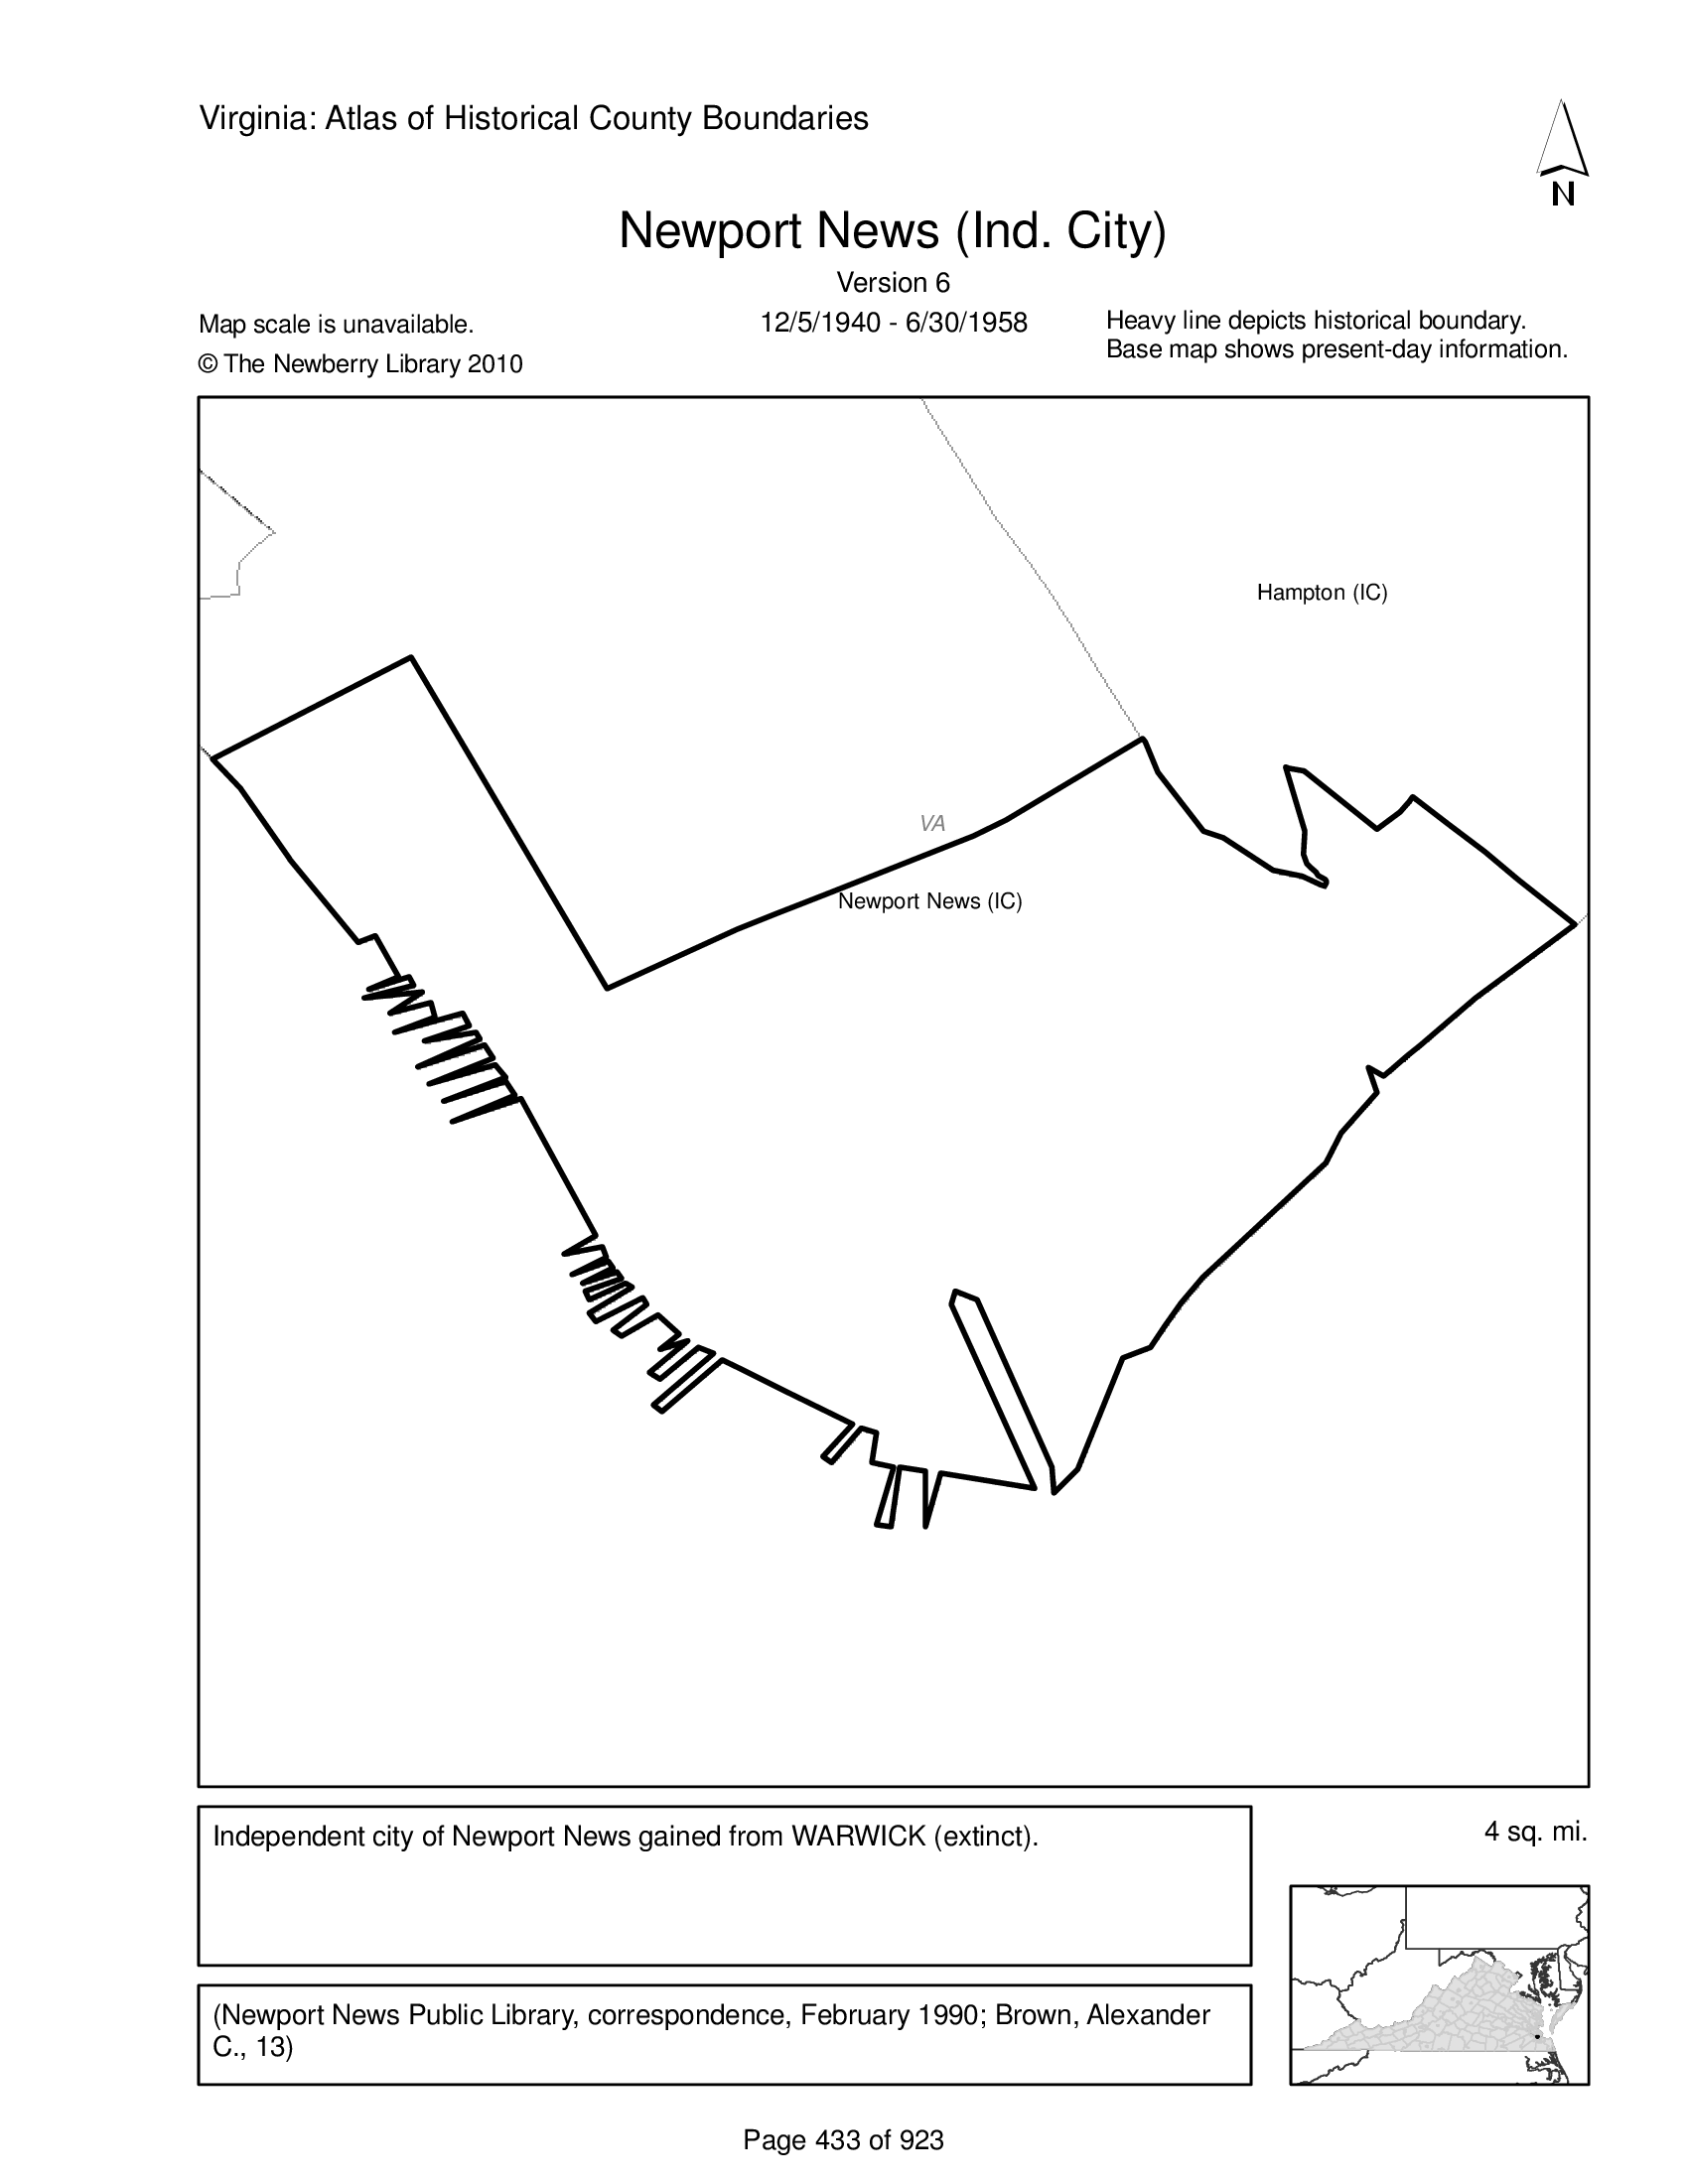 Virginia: Atlas of Historical County Boundaries
N
Newport News (Ind. City)
Version 6
12/5/1940 - 6/30/1958
Map scale is unavailable.
© The Newberry Library 2010
Heavy line depicts historical boundary.
Base map shows present-day information.
Hampton (IC)
VA
Newport News (IC)
Independent city of Newport News gained from WARWICK (extinct).
4 sq. mi.
(Newport News Public Library, correspondence, February 1990; Brown, Alexander
C., 13)
Page 433 of 923